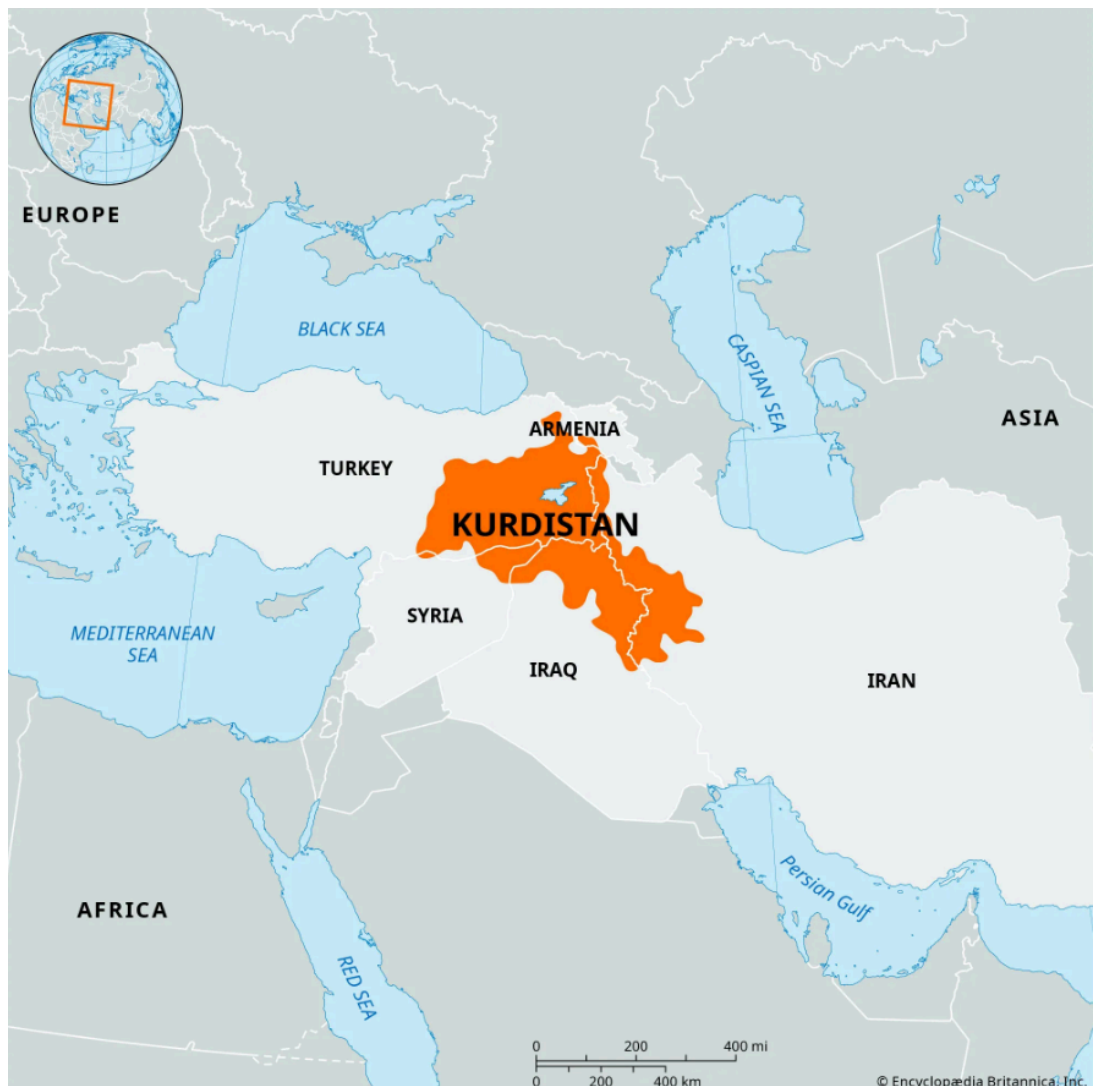 EUROPE
BLACK SEA
CASPIAN SEA
ASIA
ARMENIA
TURKEY
KURDISTAN
SYRIA
MEDITERRANEAN
SEA
IRAQ
IRAN
AFRICA
Persian Gulf
RED SEA
0 200 400 mi
0 200 400 km
© Encyclopædia Britannica, Inc.